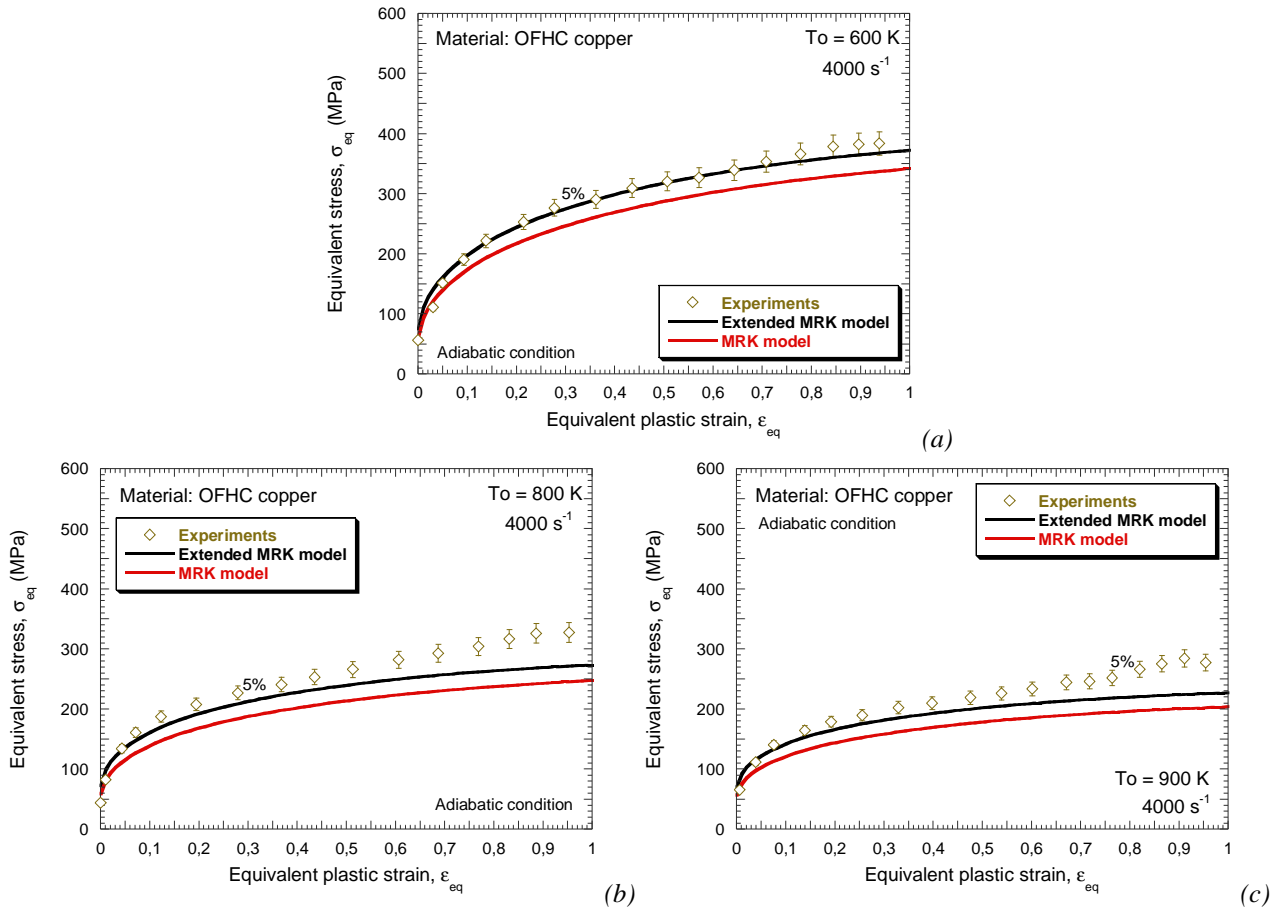 Material: OFHC copper
To = 600 K
4000 s⁻¹
Equivalent stress, σeq (MPa)
600
500
400
300
200
100
0
5%
Experiments
Extended MRK model
MRK model
Adiabatic condition
0 0,1 0,2 0,3 0,4 0,5 0,6 0,7 0,8 0,9 1
Equivalent plastic strain, εeq
(a)
Material: OFHC copper
To = 800 K
4000 s⁻¹
Experiments
Extended MRK model
MRK model
Equivalent stress, σeq (MPa)
600
500
400
300
200
100
0
5%
Adiabatic condition
0 0,1 0,2 0,3 0,4 0,5 0,6 0,7 0,8 0,9 1
Equivalent plastic strain, εeq
(b)
Material: OFHC copper
Adiabatic condition
Experiments
Extended MRK model
MRK model
Equivalent stress, σeq (MPa)
600
500
400
300
200
100
0
5%
To = 900 K
4000 s⁻¹
0 0,1 0,2 0,3 0,4 0,5 0,6 0,7 0,8 0,9 1
Equivalent plastic strain, εeq
(c)